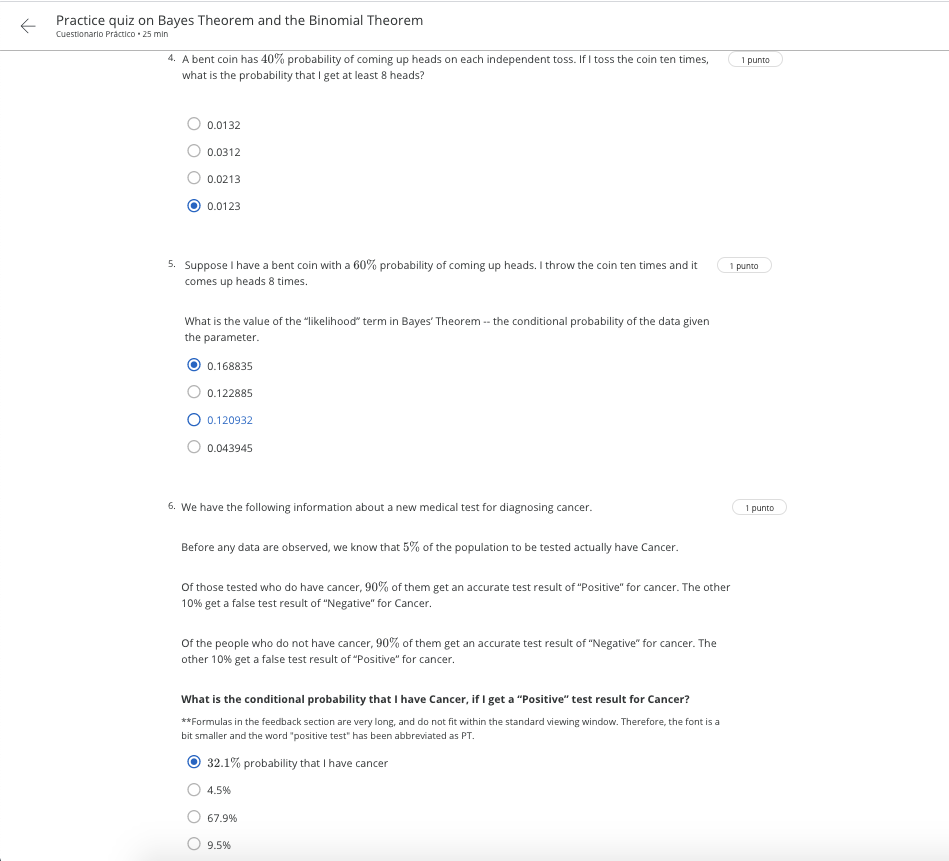 Practice quiz on Bayes Theorem and the Binomial Theorem
Cuestionario Práctico • 25 min
4. A bent coin has 40% probability of coming up heads on each independent toss. If I toss the coin ten times,
1 punto
what is the probability that I get at least 8 heads?
0.0132
0.0312
0.0213
0.0123
5. Suppose I have a bent coin with a 60% probability of coming up heads. I throw the coin ten times and it
1 punto
comes up heads 8 times.
What is the value of the “likelihood” term in Bayes’ Theorem -- the conditional probability of the data given
the parameter.
0.168835
0.122885
0.120932
0.043945
6. We have the following information about a new medical test for diagnosing cancer.
1 punto
Before any data are observed, we know that 5% of the population to be tested actually have Cancer.
Of those tested who do have cancer, 90% of them get an accurate test result of “Positive” for cancer. The other
10% get a false test result of “Negative” for Cancer.
Of the people who do not have cancer, 90% of them get an accurate test result of “Negative” for cancer. The
other 10% get a false test result of “Positive” for cancer.
What is the conditional probability that I have Cancer, if I get a “Positive” test result for Cancer?
**Formulas in the feedback section are very long, and do not fit within the standard viewing window. Therefore, the font is a
bit smaller and the word "positive test" has been abbreviated as PT.
32.1% probability that I have cancer
4.5%
67.9%
9.5%